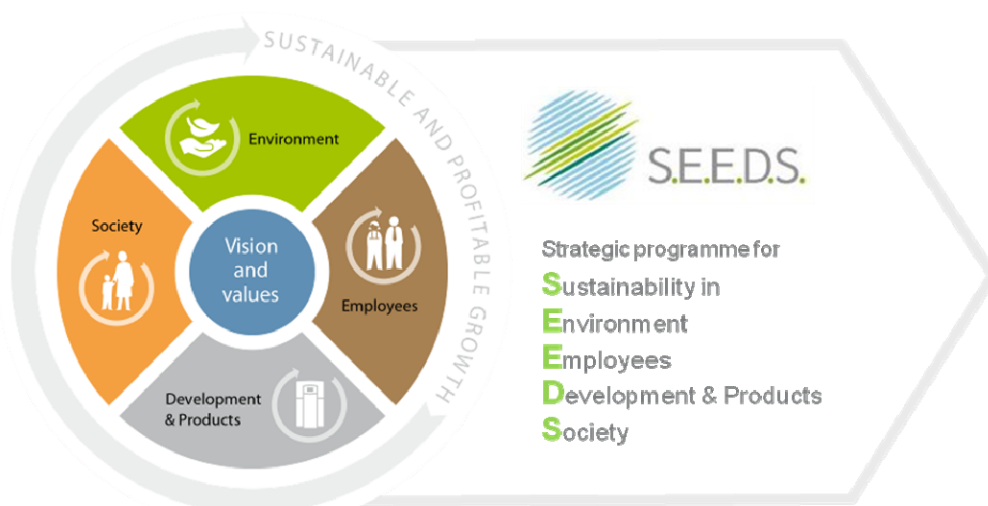 SUSTAINABLE AND PROFITABLE GROWTH
Environment
Society
Vision
and
values
Employees
Development
& Products
S.E.E.D.S.
Strategic programme for
Sustainability in
Environment
Employees
Development & Products
Society